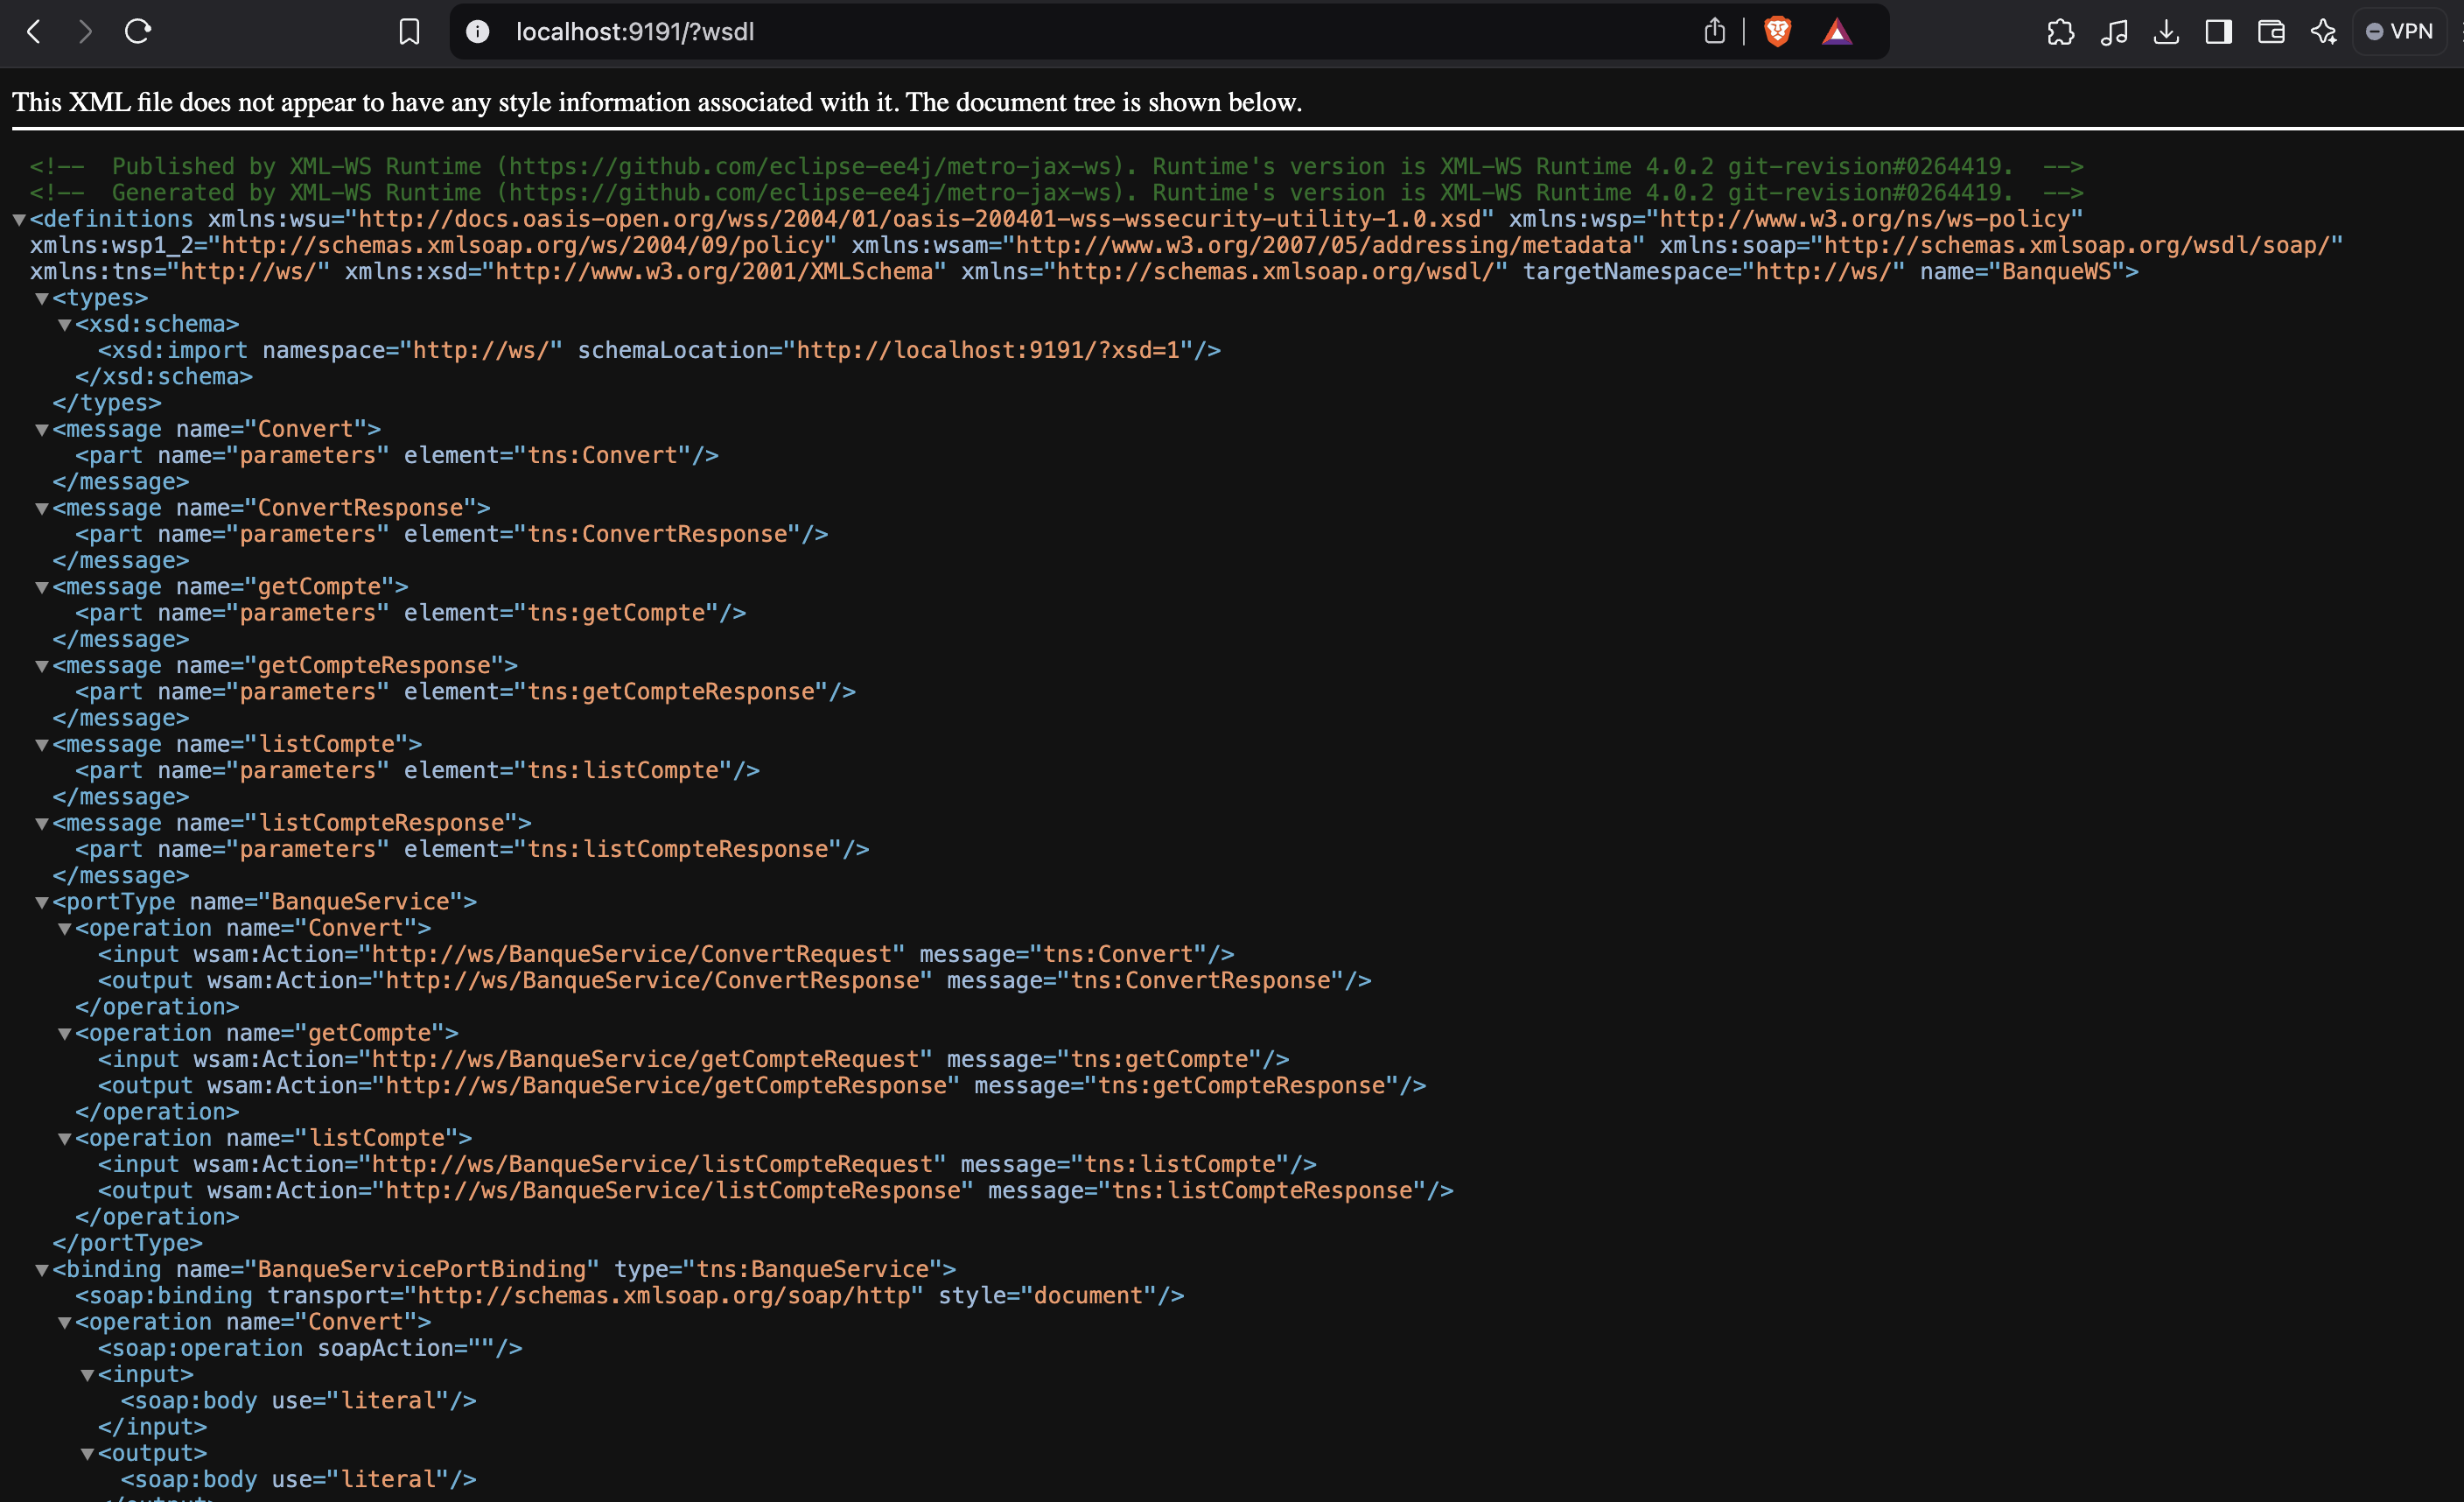 localhost:9191/?wsdl
VPN
This XML file does not appear to have any style information associated with it. The document tree is shown below.
<!--  Published by XML-WS Runtime (https://github.com/eclipse-ee4j/metro-jax-ws). Runtime's version is XML-WS Runtime 4.0.2 git-revision#0264419.  -->
<!--  Generated by XML-WS Runtime (https://github.com/eclipse-ee4j/metro-jax-ws). Runtime's version is XML-WS Runtime 4.0.2 git-revision#0264419.  -->
<definitions xmlns:wsu="http://docs.oasis-open.org/wss/2004/01/oasis-200401-wss-wssecurity-utility-1.0.xsd" xmlns:wsp="http://www.w3.org/ns/ws-policy"
xmlns:wsp1_2="http://schemas.xmlsoap.org/ws/2004/09/policy" xmlns:wsam="http://www.w3.org/2007/05/addressing/metadata" xmlns:soap="http://schemas.xmlsoap.org/wsdl/soap/"
xmlns:tns="http://ws/" xmlns:xsd="http://www.w3.org/2001/XMLSchema" xmlns="http://schemas.xmlsoap.org/wsdl/" targetNamespace="http://ws/" name="BanqueWS">
<types>
<xsd:schema>
<xsd:import namespace="http://ws/" schemaLocation="http://localhost:9191/?xsd=1"/>
</xsd:schema>
</types>
<message name="Convert">
<part name="parameters" element="tns:Convert"/>
</message>
<message name="ConvertResponse">
<part name="parameters" element="tns:ConvertResponse"/>
</message>
<message name="getCompte">
<part name="parameters" element="tns:getCompte"/>
</message>
<message name="getCompteResponse">
<part name="parameters" element="tns:getCompteResponse"/>
</message>
<message name="listCompte">
<part name="parameters" element="tns:listCompte"/>
</message>
<message name="listCompteResponse">
<part name="parameters" element="tns:listCompteResponse"/>
</message>
<portType name="BanqueService">
<operation name="Convert">
<input wsam:Action="http://ws/BanqueService/ConvertRequest" message="tns:Convert"/>
<output wsam:Action="http://ws/BanqueService/ConvertResponse" message="tns:ConvertResponse"/>
</operation>
<operation name="getCompte">
<input wsam:Action="http://ws/BanqueService/getCompteRequest" message="tns:getCompte"/>
<output wsam:Action="http://ws/BanqueService/getCompteResponse" message="tns:getCompteResponse"/>
</operation>
<operation name="listCompte">
<input wsam:Action="http://ws/BanqueService/listCompteRequest" message="tns:listCompte"/>
<output wsam:Action="http://ws/BanqueService/listCompteResponse" message="tns:listCompteResponse"/>
</operation>
</portType>
<binding name="BanqueServicePortBinding" type="tns:BanqueService">
<soap:binding transport="http://schemas.xmlsoap.org/soap/http" style="document"/>
<operation name="Convert">
<soap:operation soapAction=""/>
<input>
<soap:body use="literal"/>
</input>
<output>
<soap:body use="literal"/>